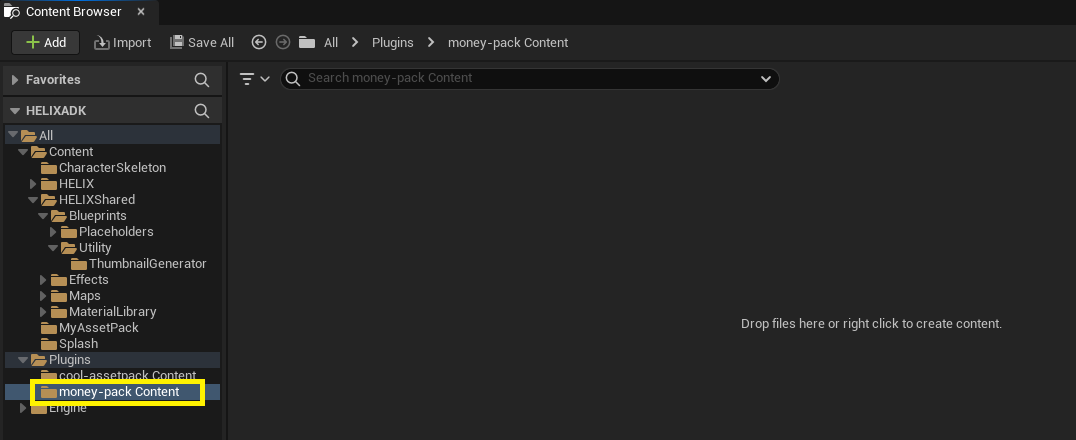 Content Browser
Add Import Save All All Plugins money-pack Content
Favorites
Search money-pack Content
HELIXADK
All
Content
CharacterSkeleton
HELIX
HELIXShared
Blueprints
Placeholders
Utility
ThumbnailGenerator
Effects
Maps
MaterialLibrary
MyAssetPack
Splash
Plugins
cool-assetpack Content
money-pack Content
Engine
Drop files here or right click to create content.